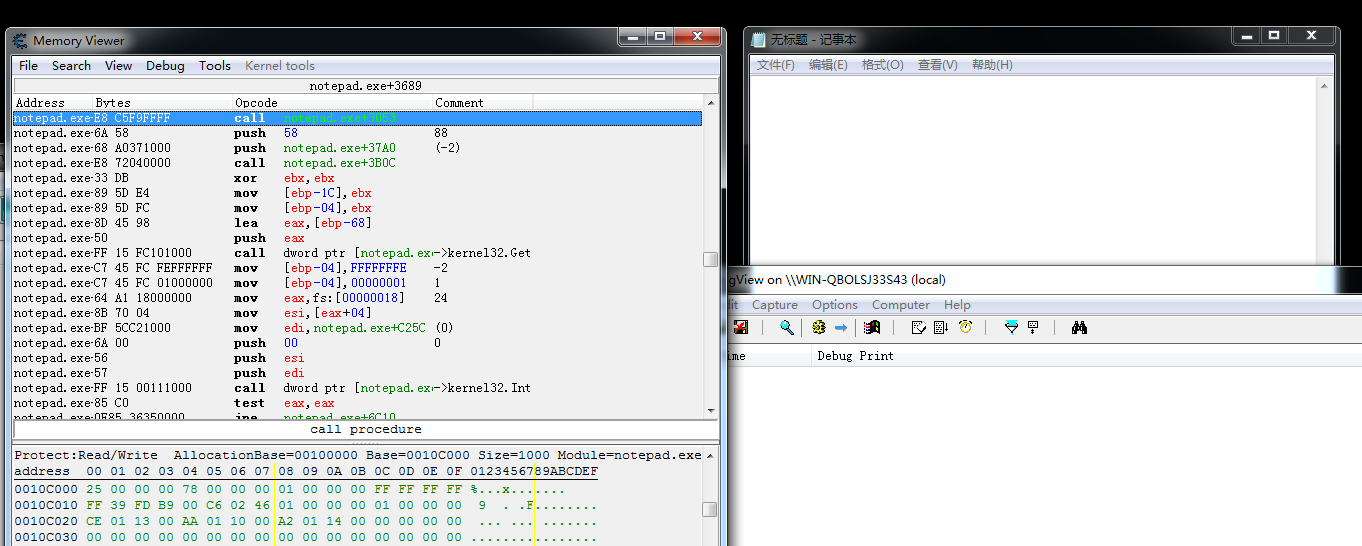 Memory Viewer
File Search View Debug Tools Kernel tools
notepad.exe+3689
Address Bytes Opcode Comment
notepad.exe E8 C5F9FFFF call
notepad.exe 6A 58 push 58 88
notepad.exe 68 A0371000 push notepad.exe+37A0 (-2)
notepad.exe E8 72040000 call notepad.exe+3B0C
notepad.exe 33 DB xor ebx,ebx
notepad.exe 89 5D E4 mov [ebp-1C],ebx
notepad.exe 89 5D FC mov [ebp-04],ebx
notepad.exe 8D 45 98 lea eax,[ebp-68]
notepad.exe 50 push eax
notepad.exe FF 15 FC101000 call dword ptr [notepad.ex ->kernel32.Get
notepad.exe C7 45 FC FEFFFFFF mov [ebp-04],FFFFFFFE -2
notepad.exe C7 45 FC 01000000 mov [ebp-04],00000001 1
notepad.exe 64 A1 18000000 mov eax,fs:[00000018] 24
notepad.exe 8B 70 04 mov esi,[eax+04]
notepad.exe BF 5CC21000 mov edi,notepad.exe+C25C (0)
notepad.exe 6A 00 push 00 0
notepad.exe 56 push esi
notepad.exe 57 push edi
notepad.exe FF 15 00111000 call dword ptr [notepad.ex ->kernel32.Int
notepad.exe 85 C0 test eax,eax
notepad.exe 0F85 36350000 jne notepad.exe+6C10
call procedure
Protect:Read/Write AllocationBase=00100000 Base=0010C000 Size=1000 Module=notepad.exe
address 00 01 02 03 04 05 06 07 08 09 0A 0B 0C 0D 0E 0F 0123456789ABCDEF
0010C000 25 00 00 00 78 00 00 00 01 00 00 00 FF FF FF FF %...x.......
0010C010 FF 39 FD B9 00 C6 02 46 01 00 00 00 01 00 00 00 9 . .F........
0010C020 CE 01 13 00 AA 01 10 00 A2 01 14 00 00 00 00 00 ... ... ........
0010C030 00 00 00 00 00 00 00 00 00 00 00 00 00 00 00 00 ................
无标题 - 记事本
文件(F) 编辑(E) 格式(O) 查看(V) 帮助(H)
gView on \\WIN-QBOLSJ33S43 (local)
dit Capture Options Computer Help
ime Debug Print